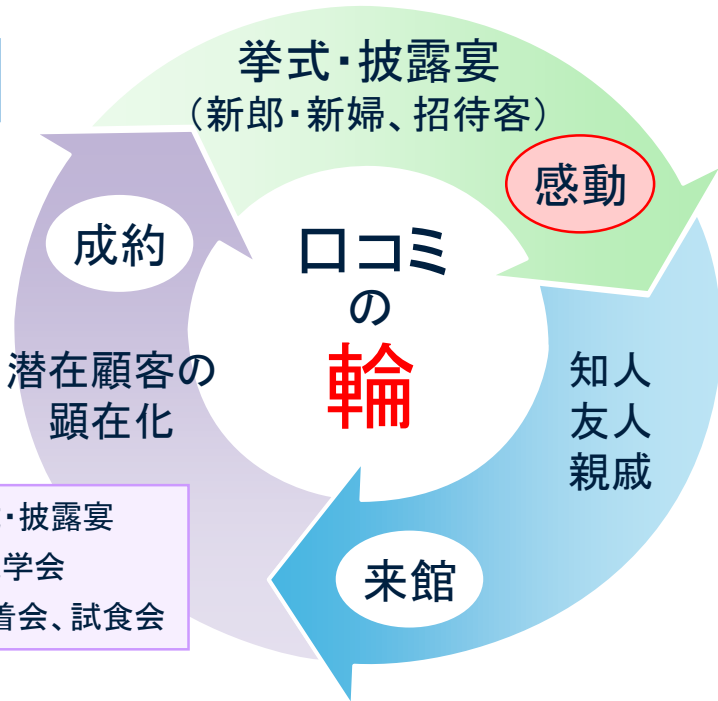 挙式・披露宴
（新郎・新婦、招待客）
感動
成約
口コミ
の
輪
潜在顧客の
顕在化
知人
友人
親戚
・披露宴
学会
着会、試食会
来館